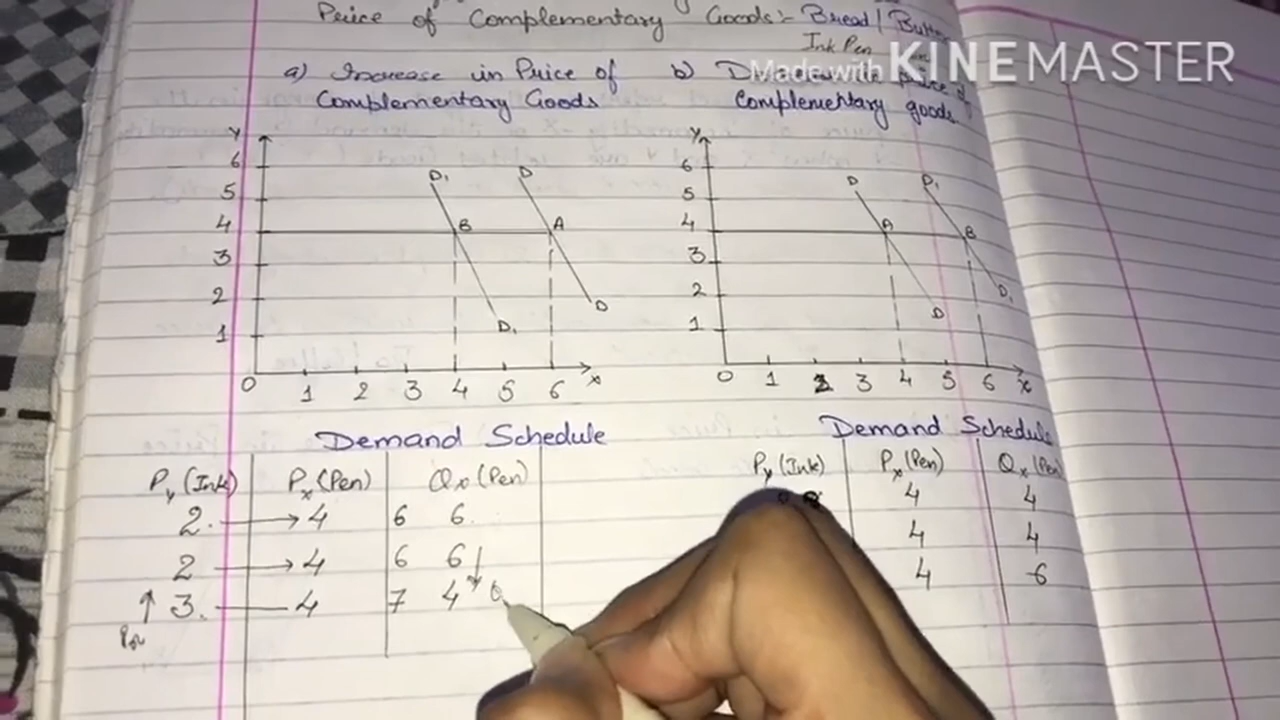 Price of Complementary Goods:- Bread/Butter
Ink Pen
Made with KINEMASTER
a) Increase in Price of
Complementary Goods
b) in price of
Complementary goods.
Y
6
5
4
3
2
1
0 1 2 3 4 5 6 x
D1 D
B A
D
D1
Y
6
5
4
3
2
1
0 1 2 3 4 5 6 x
D D1
A B
D1
D
Demand Schedule
Py (Ink) Px (Pen) Qx (Pen)
2 → 4 6 6
2 → 4 6 6 ↓
↑ 3. — 4 7 4
Demand Schedule
Py (Ink) Px (Pen) Qx (Pen)
4 4
4 4
4 6